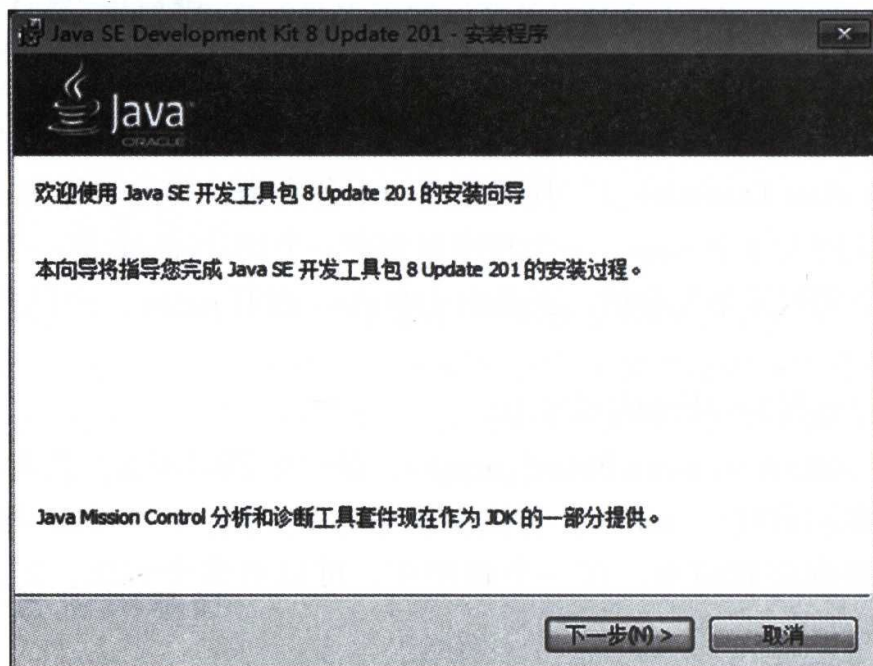 Java SE Development Kit 8 Update 201 - 安装程序
Java
ORACLE
欢迎使用 Java SE 开发工具包 8 Update 201 的安装向导
本向导将指导您完成 Java SE 开发工具包 8 Update 201 的安装过程。
Java Mission Control 分析和诊断工具套件现在作为 JDK 的一部分提供。
下一步(N) >
取消